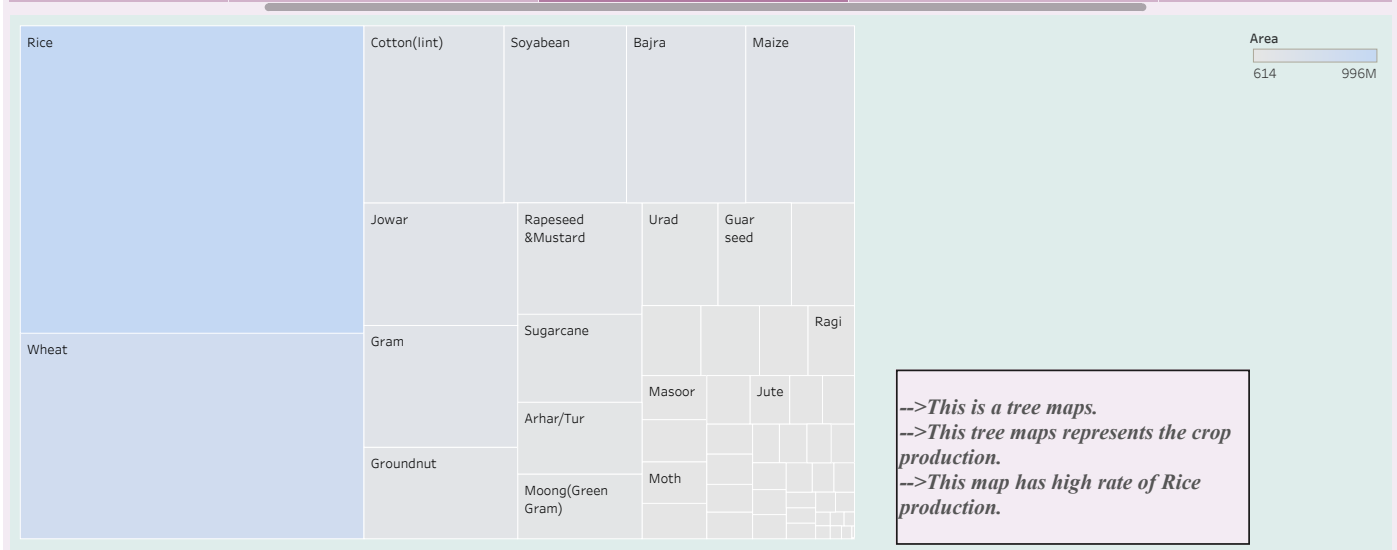 Rice
Cotton(lint)
Soyabean
Bajra
Maize
Area
614
996M
Jowar
Rapeseed
&Mustard
Urad
Guar
seed
Ragi
Gram
Sugarcane
Wheat
Masoor
Jute
Arhar/Tur
Groundnut
Moth
Moong(Green
Gram)
-->This is a tree maps.
-->This tree maps represents the crop
production.
-->This map has high rate of Rice
production.